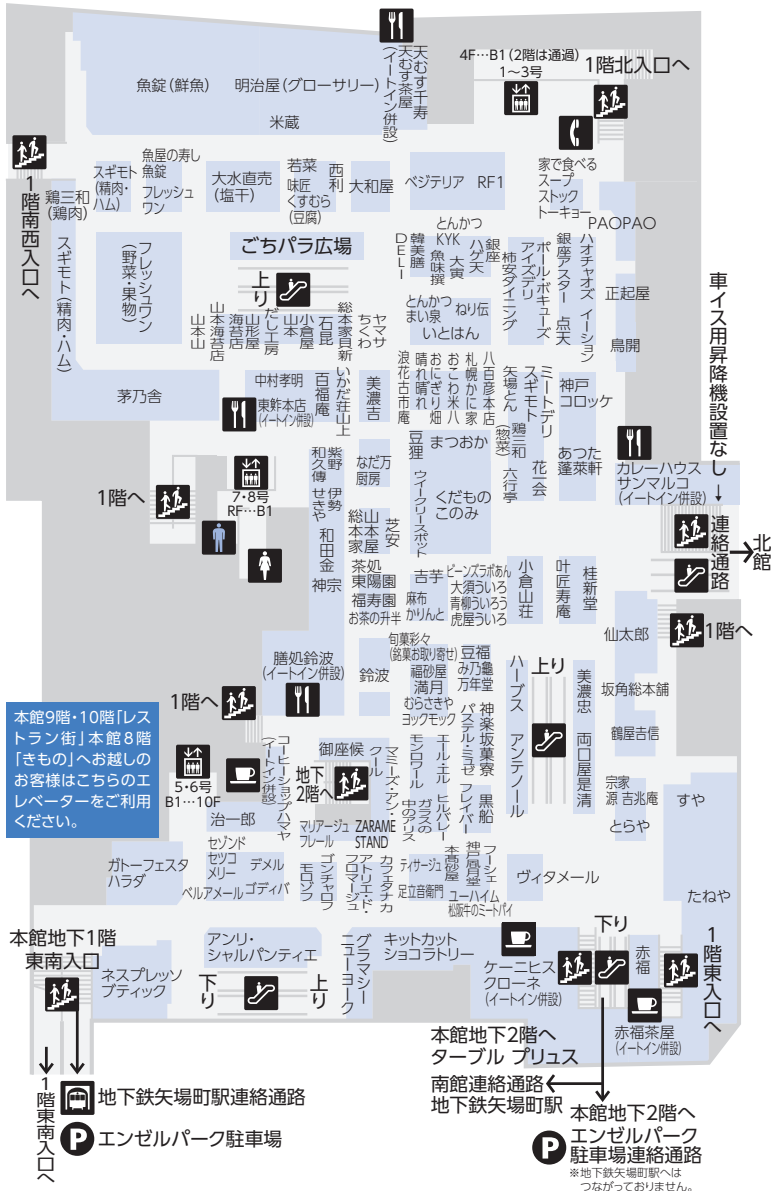 4F…B1(2階は通過)
1〜3号
1階北入口へ
魚錠(鮮魚)
明治屋(グローサリー)
米蔵
天むす千寿
天むす茶屋
(イートイン併設)
1階南西入口へ
鶏三和
(鶏肉)
スギモト
(精肉・
ハム)
魚屋の寿し
魚錠
フレッシュ
ワン
大水直売
(塩干)
若菜
味匠
くすむら
(豆腐)
西利
大和屋
ベジテリア
RF1
家で食べる
スープ
ストック
トーキョー
PAOPAO
スギモト(精肉・ハム)
フレッシュワン
(野菜・果物)
ごちパラ広場
上り
韓美膳
DELI
とんかつ
KYK
魚味撰
大寅
銀座
ハゲ天
とんかつ
まい泉
ねり伝
いとはん
ポール・ボキューズ
アイズデリ
柿安ダイニング
銀座アスター
点天
ハオチャオズ
イーション
正起屋
鳥開
車イス用昇降機設置なし
山本山
山本海苔店
山形屋
海苔店
だし工房
山本
小倉屋
石昆
総本家貝新
ヤマサ
ちくわ
茅乃舎
中村孝明
東鮓本店
(イートイン併設)
百福庵
いかだ荘山上
美濃吉
浪花古市庵
晴れ晴れ
おにぎり畑
おこわ米八
札幌かに家
八百彦本店
矢場とん
スギモト
ミートデリ
神戸
コロッケ
鶏三和
(惣菜)
六行亭
花一会
あつた
蓬莱軒
カレーハウス
サンマルコ
(イートイン併設)
連絡通路
北館
1階へ
7・8号
RF…B1
紫野
和久傳
伊勢
せきや
和田金
神宗
なだ万
厨房
豆狸
まつおか
ウイークリースポット
くだもの
このみ
総本家
山本屋
芝安
茶処
東陽園
福寿園
お茶の升半
吉芋
麻布
かりんと
ビーンズラボあん
大須ういろ
青柳ういろう
虎屋ういろ
小倉山荘
叶匠寿庵
桂新堂
仙太郎
1階へ
膳処鈴波
(イートイン併設)
鈴波
旬菓彩々
(銘菓お取り寄せ)
福砂屋
満月
むらさきや
ヨックモック
豆福
み乃龜
万年堂
神楽坂菓寮
パステル・ミュゼ
ハーブス
アンテノール
上り
美濃忠
両口屋是清
坂角総本舗
鶴屋吉信
宗家
源 吉兆庵
とらや
すや
たねや
1階へ
本館9階・10階「レス
トラン街」本館8階
「きもの」へお越しの
お客様はこちらのエ
レベーターをご利用
ください。
5・6号
B1…10F
コーヒーショップハマヤ
(イートイン併設)
御座候
地下
2階へ
マミーズ・アン・
クール
モンロワール
エール・エル
ヒバリレー
ガラスの
中のアリス
フレイバー
黒船
治一郎
マリアージュ
フレール
ZARAME
STAND
ガトーフェスタ
ハラダ
セゾンド
セツコ
メリー
ベルアメール
デメル
ゴディバ
モロゾフ
ゴンチャロフ
アトリエ・ド・
フロマージュ
カフェタナカ
ティサージュ
足立音衛門
本髙砂屋
神戸風月堂
フーシェ
ユーハイム
松阪牛のミートパイ
ヴィタメール
本館地下1階
東南入口
ネスプレッソ
ブティック
アンリ・
シャルパンティエ
下り
上り
グラマシー
ニューヨーク
キットカット
ショコラトリー
ケーニヒス
クローネ
(イートイン併設)
下り
赤福
1階東入口へ
赤福茶屋
(イートイン併設)
1階東南入口へ
地下鉄矢場町駅連絡通路
P
エンゼルパーク駐車場
本館地下2階へ
ターブル プリュス
南館連絡通路
地下鉄矢場町駅
本館地下2階へ
P
エンゼルパーク
駐車場連絡通路
※地下鉄矢場町駅へは
つながっておりません。